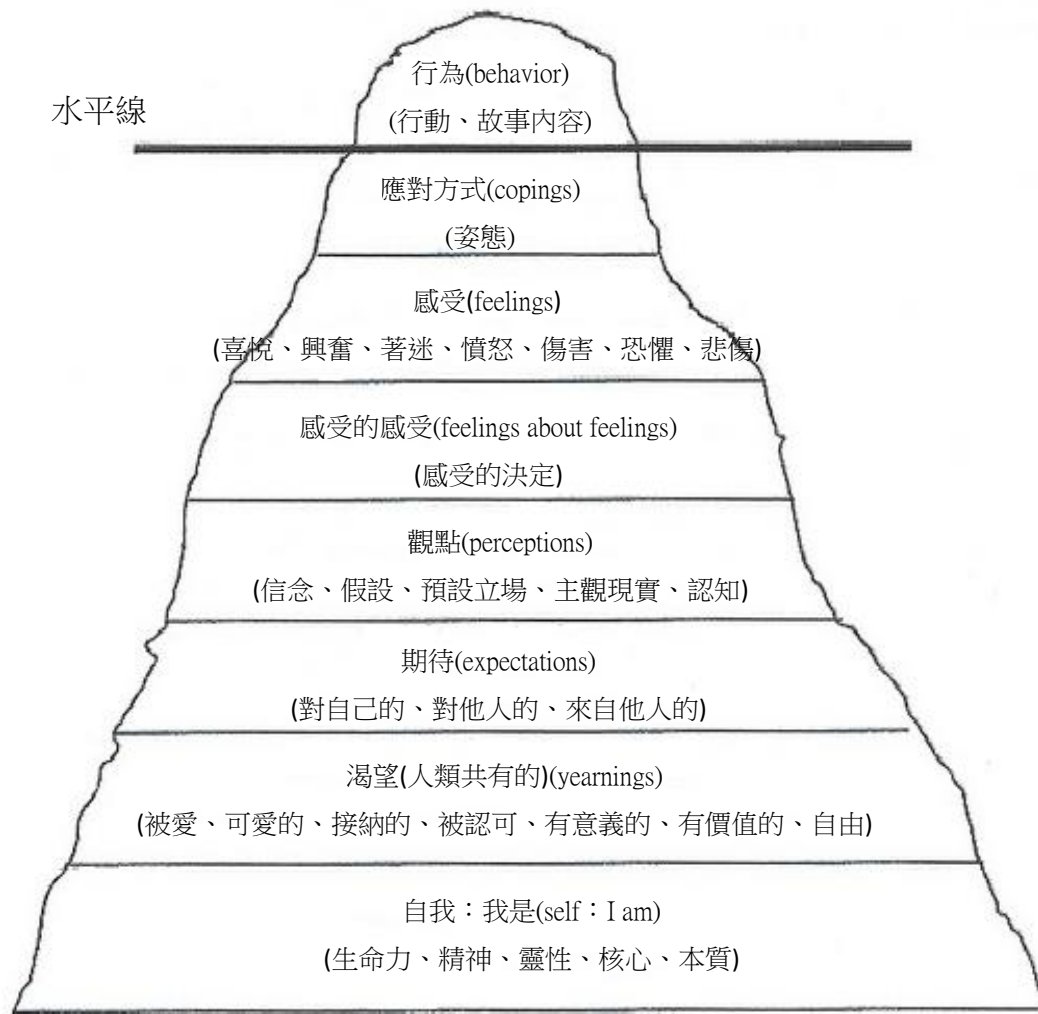 行為(behavior)
水平線
(行動、故事內容)
應對方式(copings)
(姿態)
感受(feelings)
(喜悅、興奮、著迷、憤怒、傷害、恐懼、悲傷)
感受的感受(feelings about feelings)
(感受的決定)
觀點(perceptions)
(信念、假設、預設立場、主觀現實、認知)
期待(expectations)
(對自己的、對他人的、來自他人的)
渴望(人類共有的)(yearnings)
(被愛、可愛的、接納的、被認可、有意義的、有價值的、自由)
自我：我是(self：I am)
(生命力、精神、靈性、核心、本質)